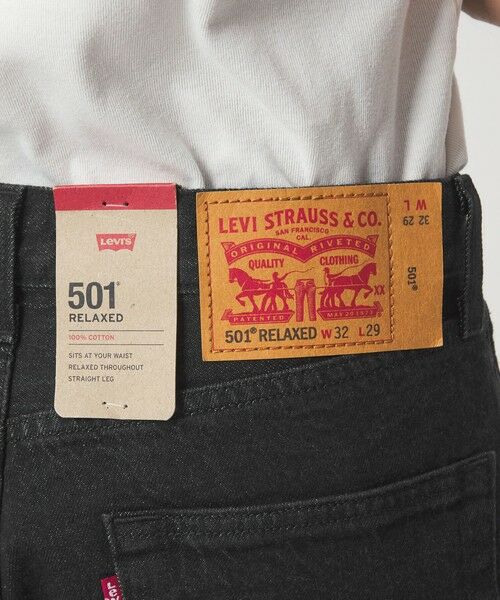 Levi's
501®
RELAXED
100% COTTON
SITS AT YOUR WAIST
RELAXED THROUGHOUT
STRAIGHT LEG
LEVI STRAUSS & CO.
SAN FRANCISCO
CAL.
ORIGINAL RIVETED
QUALITY CLOTHING
XX
PATENTED MAY 20 1873
501® RELAXED W 32 L 29
W L
32 29
501®